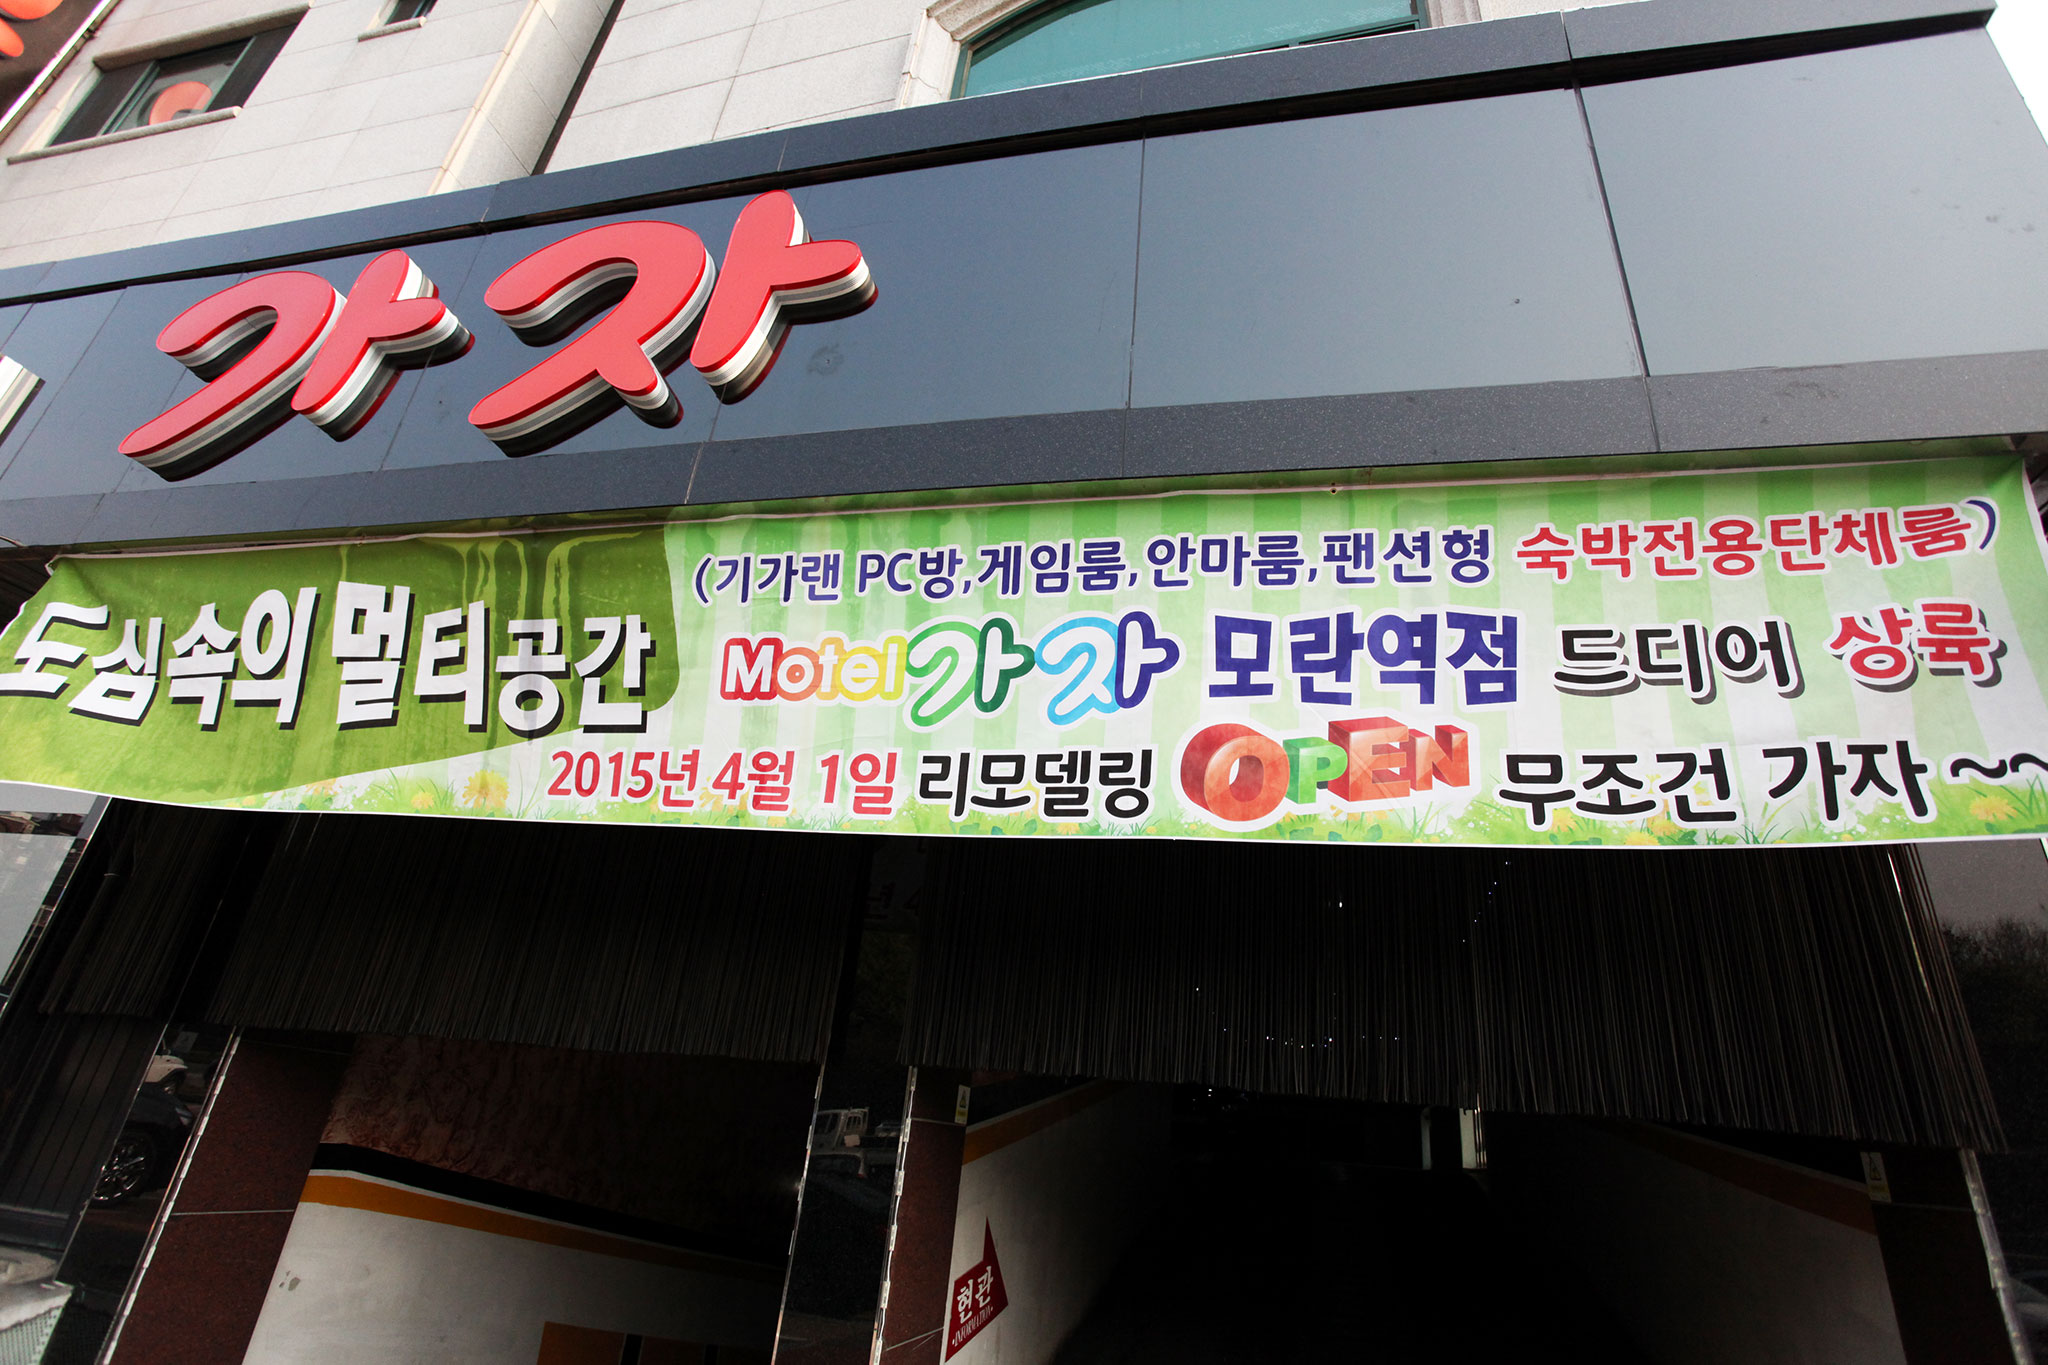 가자
(기가랜 PC방,게임룸,안마룸,팬션형 숙박전용단체룸)
도심속의 멀티공간
Motel 가자 모란역점 드디어 상륙
2015년 4월 1일 리모델링 OPEN 무조건 가자~~
현관
INFORMATION